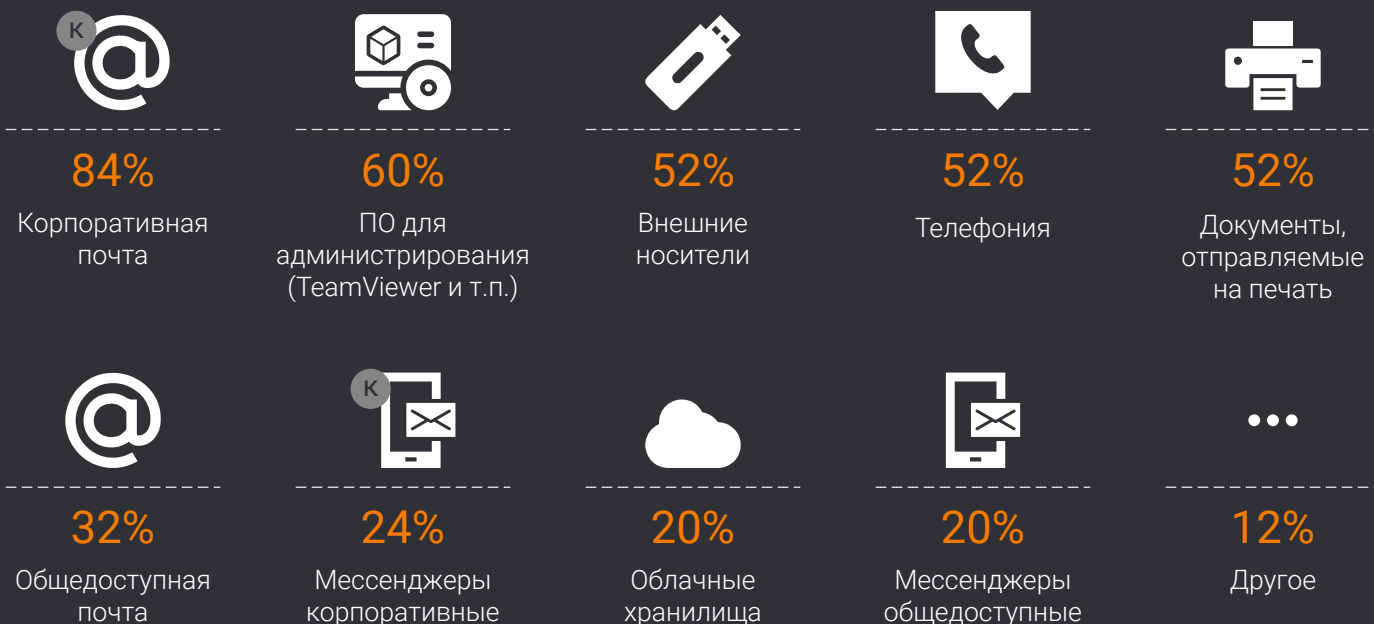 К
84%
Корпоративная
почта
60%
ПО для
администрирования
(TeamViewer и т.п.)
52%
Внешние
носители
52%
Телефония
52%
Документы,
отправляемые
на печать
32%
Общедоступная
почта
К
24%
Мессенджеры
корпоративные
20%
Облачные
хранилища
20%
Мессенджеры
общедоступные
12%
Другое